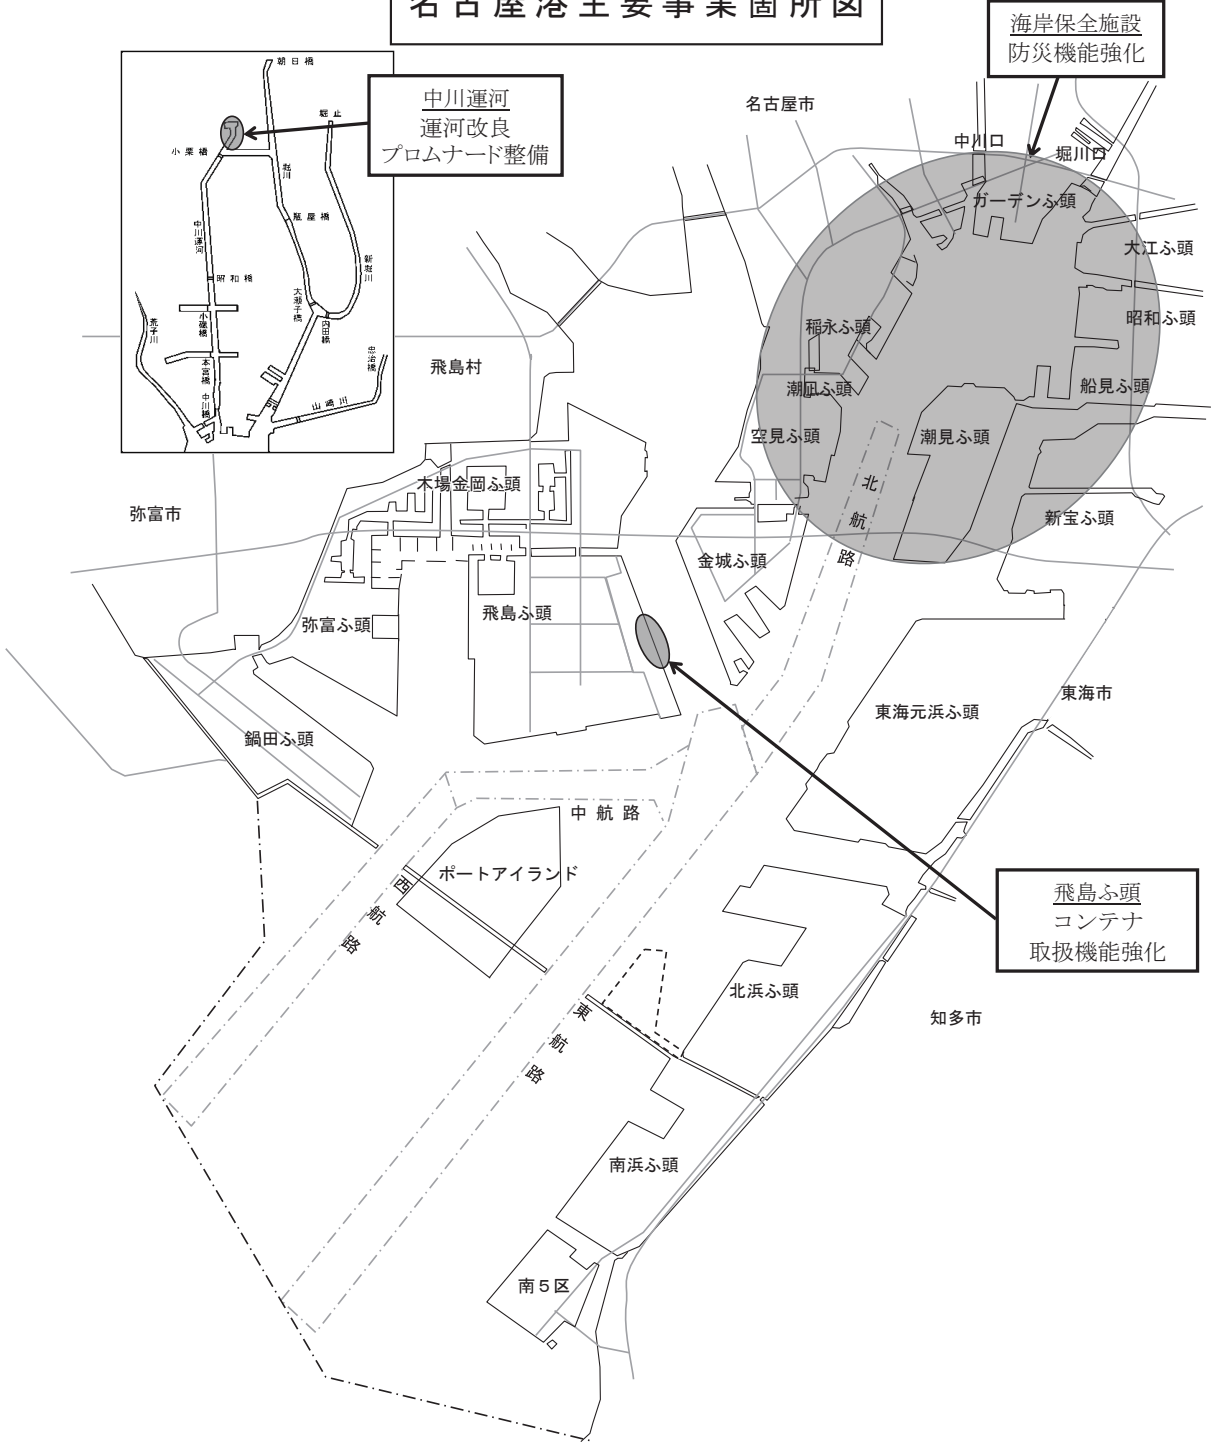 名古屋港主要事業箇所図
海岸保全施設
防災機能強化
中川運河
運河改良
プロムナード整備
朝日橋
堀止
小栗橋
堀川
瓶屋橋
中川運河
新堀川
昭和橋
大瀬子橋
内田橋
荒子川
小碓橋
忠治橋
本宮橋
中川橋
山崎川
名古屋市
中川口
堀川口
ガーデンふ頭
大江ふ頭
昭和ふ頭
稲永ふ頭
飛島村
潮凪ふ頭
船見ふ頭
空見ふ頭
潮見ふ頭
木場金岡ふ頭
北航路
弥富市
新宝ふ頭
金城ふ頭
飛島ふ頭
弥富ふ頭
東海市
東海元浜ふ頭
鍋田ふ頭
中航路
ポートアイランド
西航路
飛島ふ頭
コンテナ
取扱機能強化
北浜ふ頭
東航路
知多市
南浜ふ頭
南5区